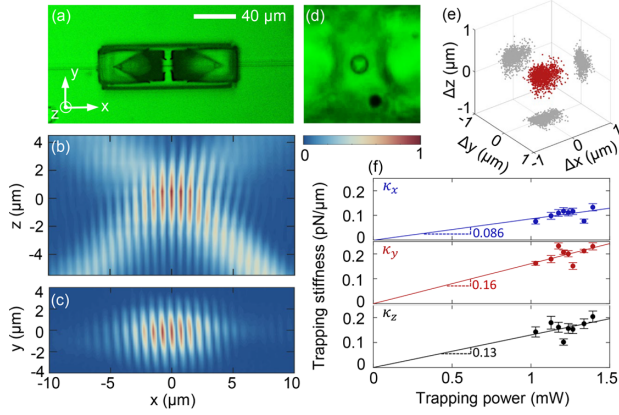 (a)
40 μm
y
z
x
(d)
(e)
1
Δz (μm)
0
-1
-1
0
Δy (μm)
1
-1
0
Δx (μm)
1
0
1
(b)
4
2
0
-2
-4
z (μm)
(c)
4
2
0
-2
-4
y (μm)
-10
-5
0
5
10
x (μm)
(f)
Trapping stiffness (pN/μm)
0.2
0.1
0
κx
0.086
0.2
0.1
0
κy
0.16
0.2
0.1
0
κz
0.13
0
0.5
1.0
1.5
Trapping power (mW)